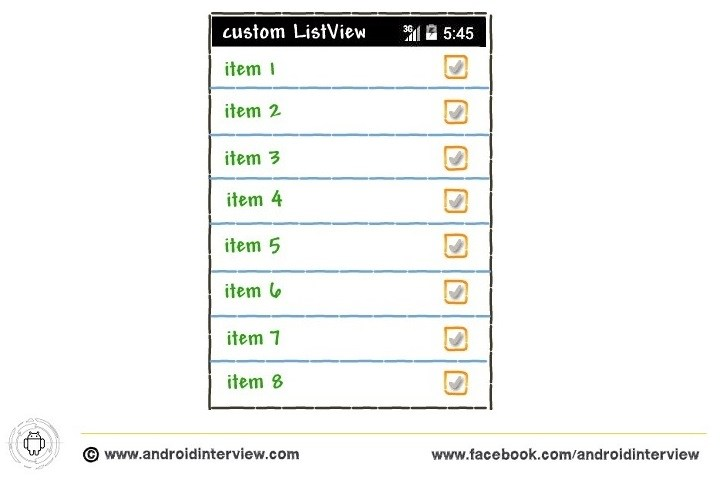 custom ListView 3G 5:45
item 1
item 2
item 3
item 4
item 5
item 6
item 7
item 8
© www.androidinterview.com www.facebook.com/androidinterview